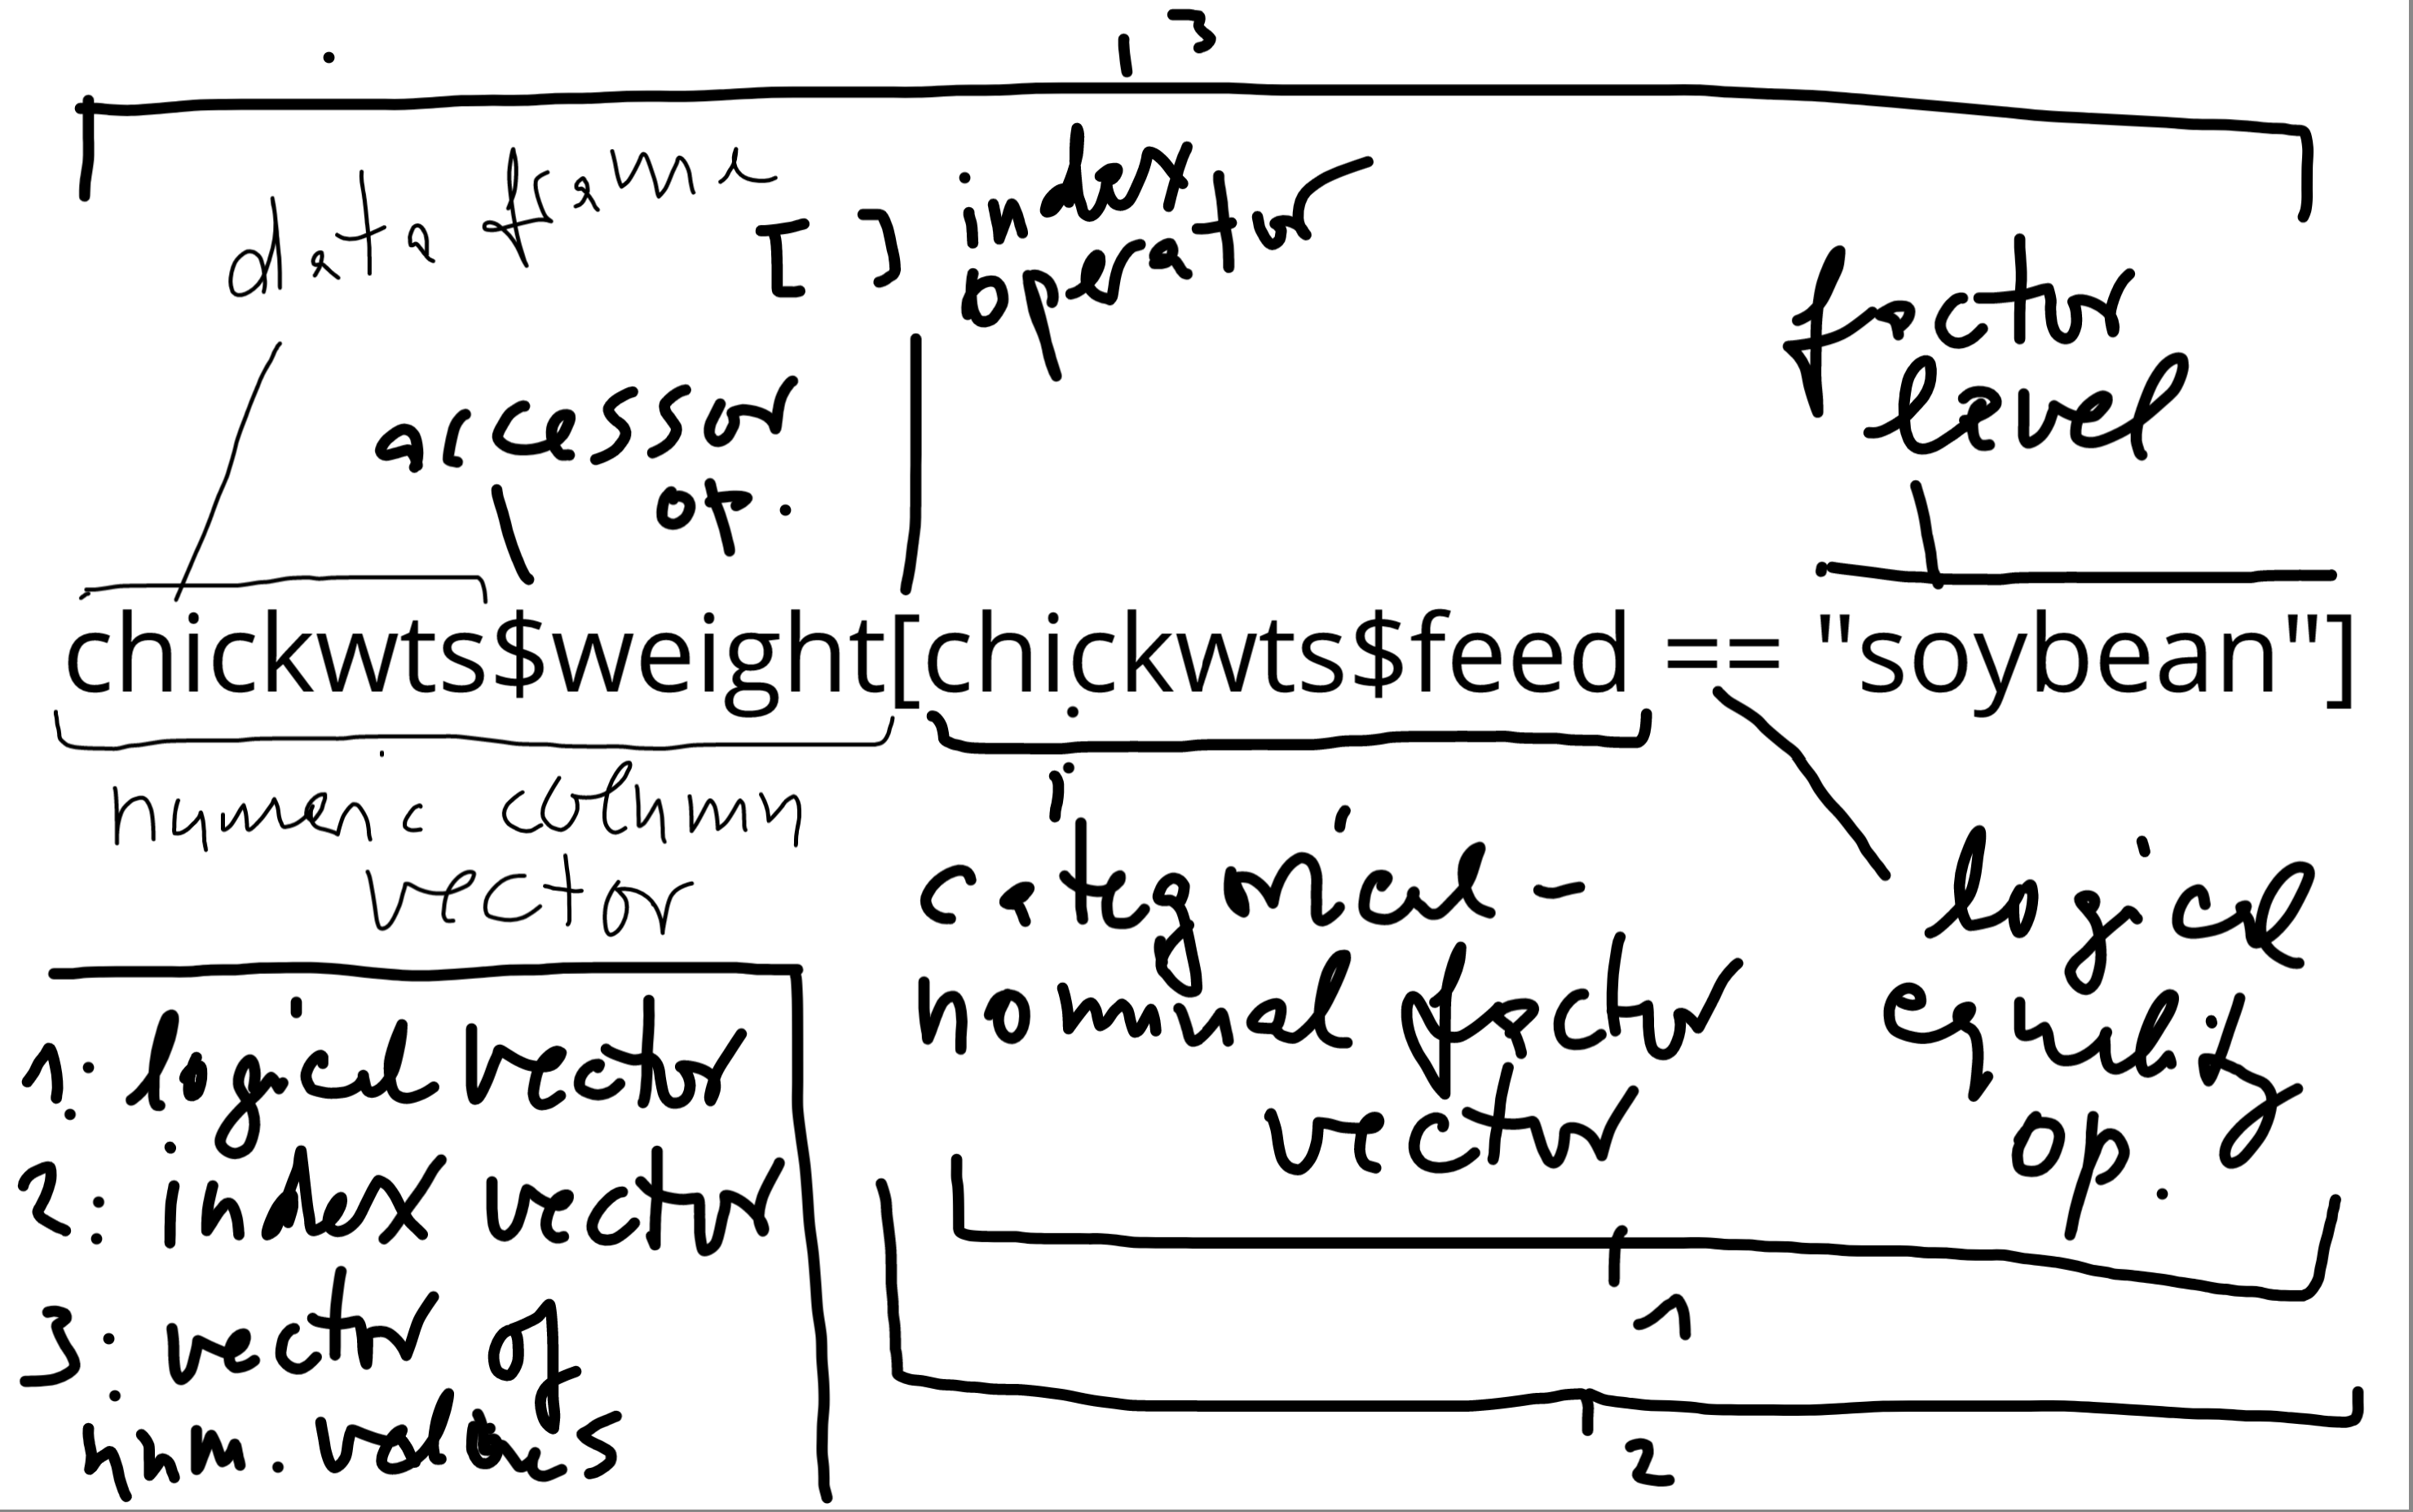 3
data frame
[ ] index
operator
factor
level
accessor
op.
chickwts$weight[chickwts$feed == "soybean"]
numeric column
vector
categorical -
nominal factor
vector
logical
equality
op.
1
2
1: logical vector
2: index vector
3: vector of
num. values